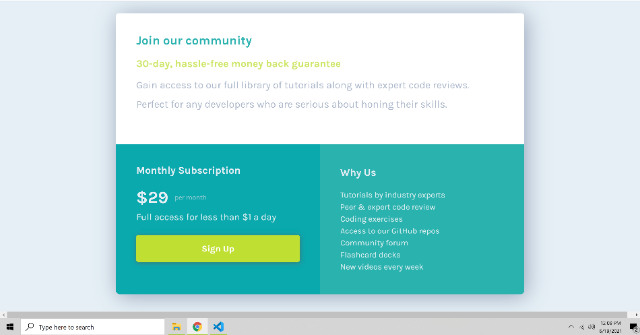 Join our community
30-day, hassle-free money back guarantee
Gain access to our full library of tutorials along with expert code reviews.
Perfect for any developers who are serious about honing their skills.
Monthly Subscription
$29 per month
Full access for less than $1 a day
Sign Up
Why Us
Tutorials by industry experts
Peer & expert code review
Coding exercises
Access to our GitHub repos
Community forum
Flashcard decks
New videos every week
Type here to search